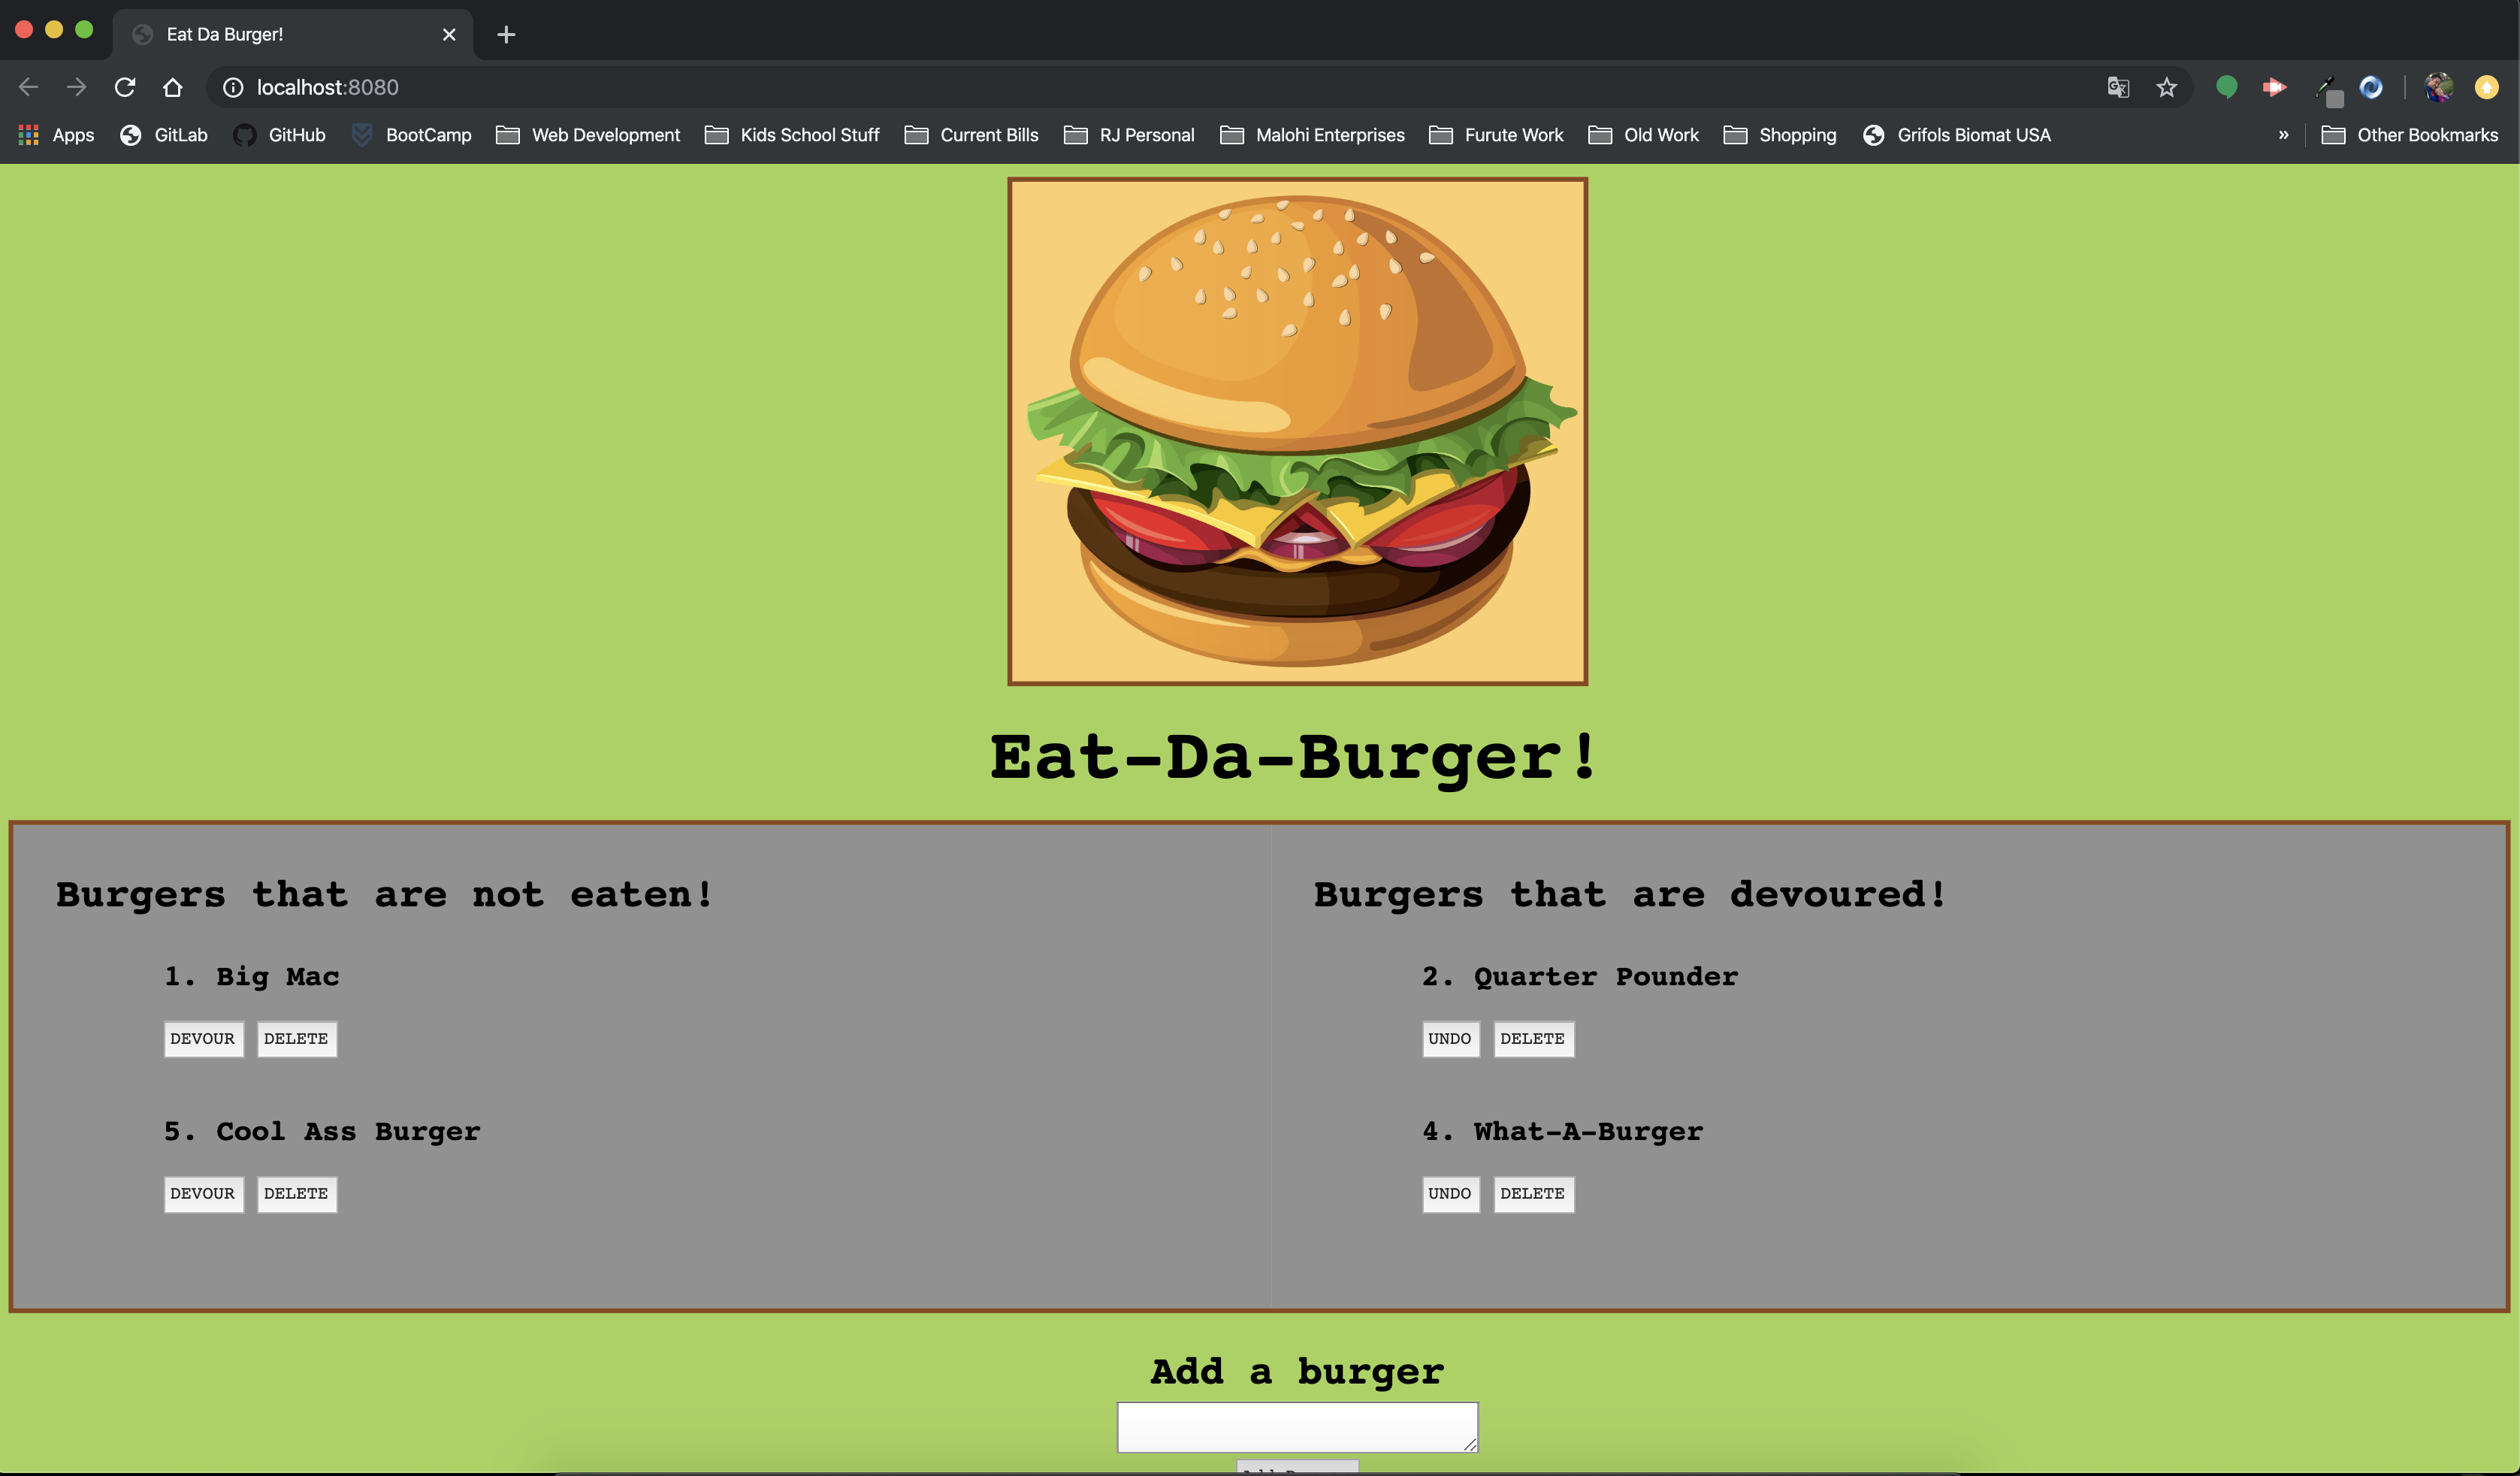 Eat Da Burger!
localhost:8080
Apps GitLab GitHub BootCamp Web Development Kids School Stuff Current Bills RJ Personal Malohi Enterprises Furute Work Old Work Shopping Grifols Biomat USA » Other Bookmarks
Eat-Da-Burger!
Burgers that are not eaten!
1. Big Mac
DEVOUR DELETE
5. Cool Ass Burger
DEVOUR DELETE
Burgers that are devoured!
2. Quarter Pounder
UNDO DELETE
4. What-A-Burger
UNDO DELETE
Add a burger